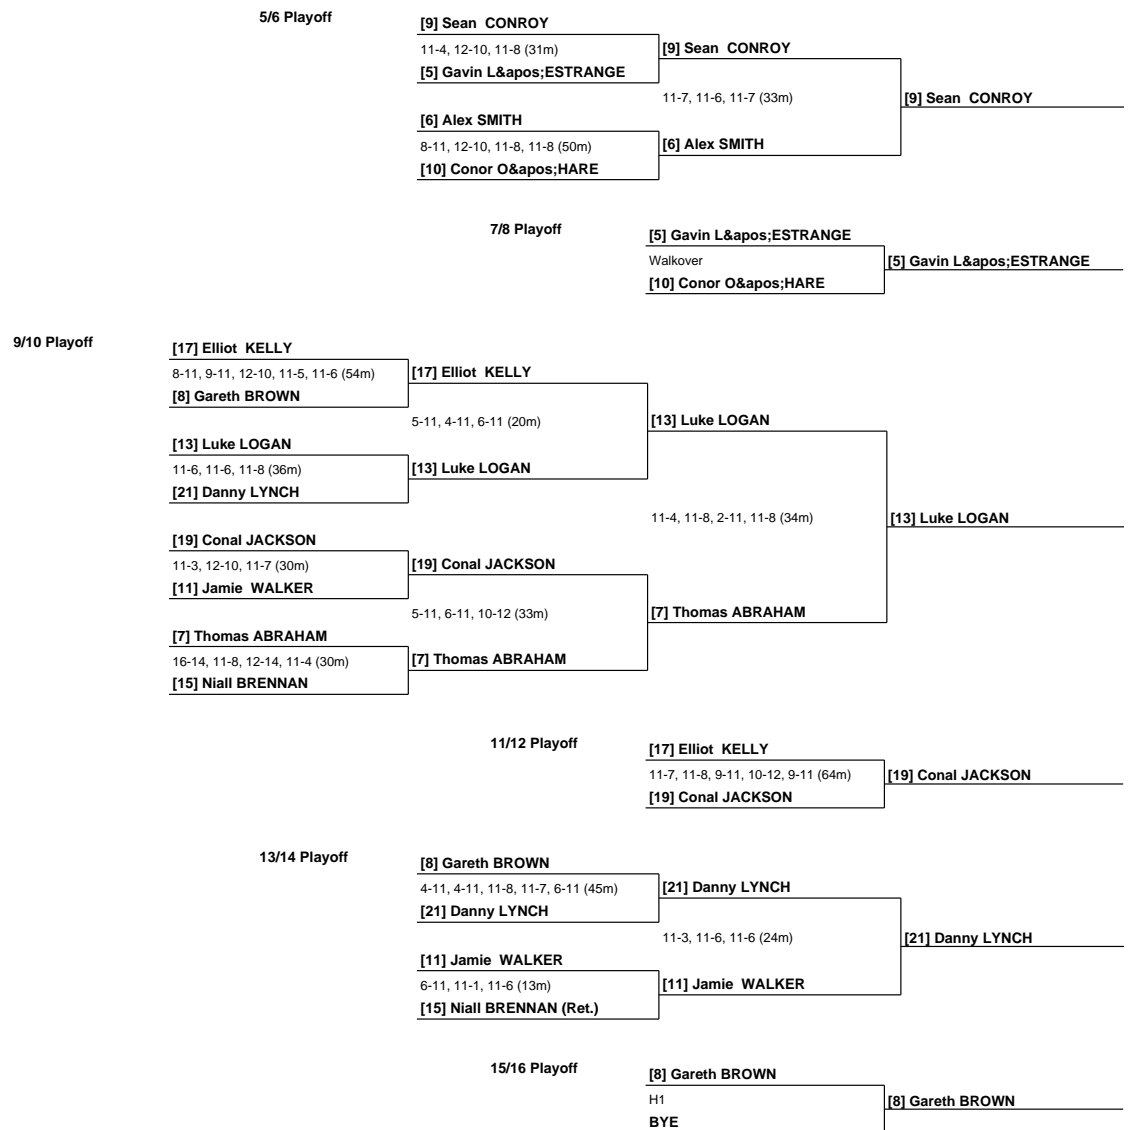 5/6 Playoff
[9] Sean  CONROY
11-4, 12-10, 11-8 (31m)
[9] Sean  CONROY
[5] Gavin L&apos;ESTRANGE
11-7, 11-6, 11-7 (33m)
[9] Sean  CONROY
[6] Alex SMITH
8-11, 12-10, 11-8, 11-8 (50m)
[6] Alex SMITH
[10] Conor O&apos;HARE
7/8 Playoff
[5] Gavin L&apos;ESTRANGE
Walkover
[5] Gavin L&apos;ESTRANGE
[10] Conor O&apos;HARE
9/10 Playoff
[17] Elliot  KELLY
8-11, 9-11, 12-10, 11-5, 11-6 (54m)
[17] Elliot  KELLY
[8] Gareth BROWN
5-11, 4-11, 6-11 (20m)
[13] Luke LOGAN
[13] Luke LOGAN
11-6, 11-6, 11-8 (36m)
[13] Luke LOGAN
[21] Danny LYNCH
11-4, 11-8, 2-11, 11-8 (34m)
[13] Luke LOGAN
[19] Conal JACKSON
11-3, 12-10, 11-7 (30m)
[19] Conal JACKSON
[11] Jamie  WALKER
5-11, 6-11, 10-12 (33m)
[7] Thomas ABRAHAM
[7] Thomas ABRAHAM
16-14, 11-8, 12-14, 11-4 (30m)
[7] Thomas ABRAHAM
[15] Niall BRENNAN
11/12 Playoff
[17] Elliot  KELLY
11-7, 11-8, 9-11, 10-12, 9-11 (64m)
[19] Conal JACKSON
[19] Conal JACKSON
13/14 Playoff
[8] Gareth BROWN
4-11, 4-11, 11-8, 11-7, 6-11 (45m)
[21] Danny LYNCH
[21] Danny LYNCH
11-3, 11-6, 11-6 (24m)
[21] Danny LYNCH
[11] Jamie  WALKER
6-11, 11-1, 11-6 (13m)
[11] Jamie  WALKER
[15] Niall BRENNAN (Ret.)
15/16 Playoff
[8] Gareth BROWN
H1
[8] Gareth BROWN
BYE